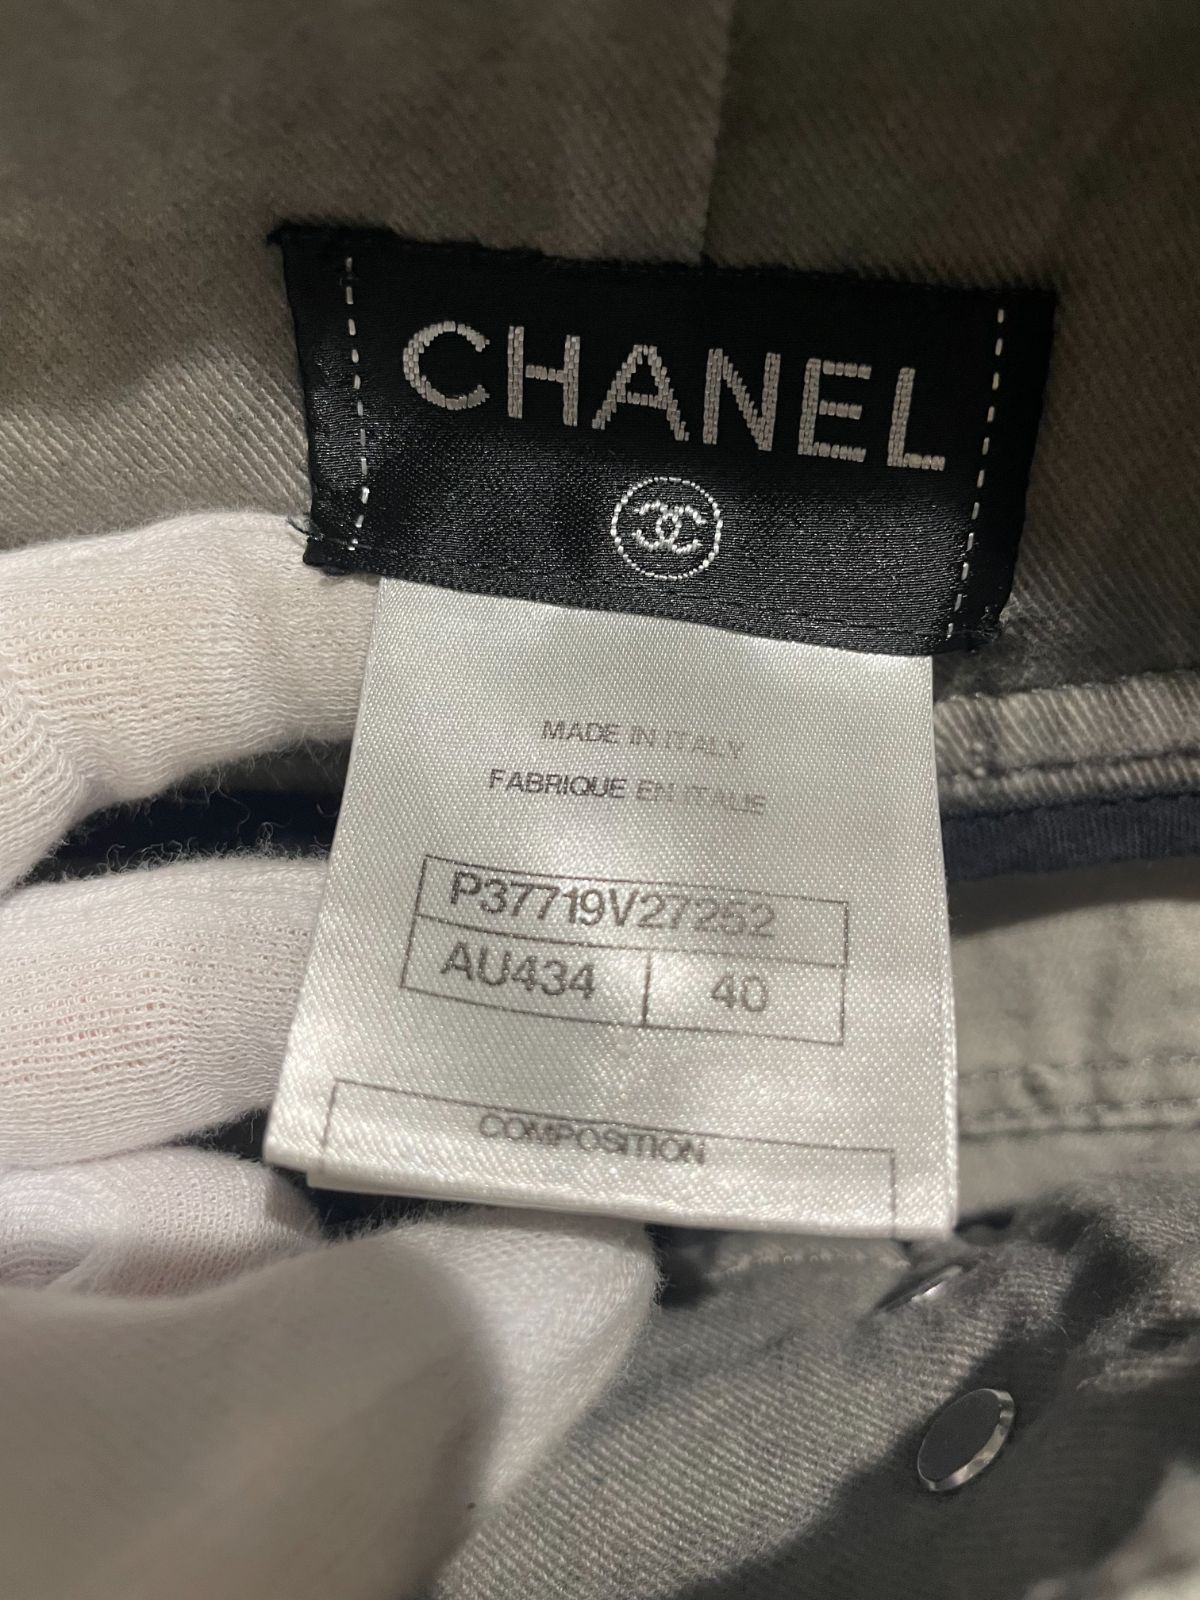 CHANEL
MADE IN ITALY
FABRIQUE EN ITALIE
P37719V27252
AU434 40
COMPOSITION